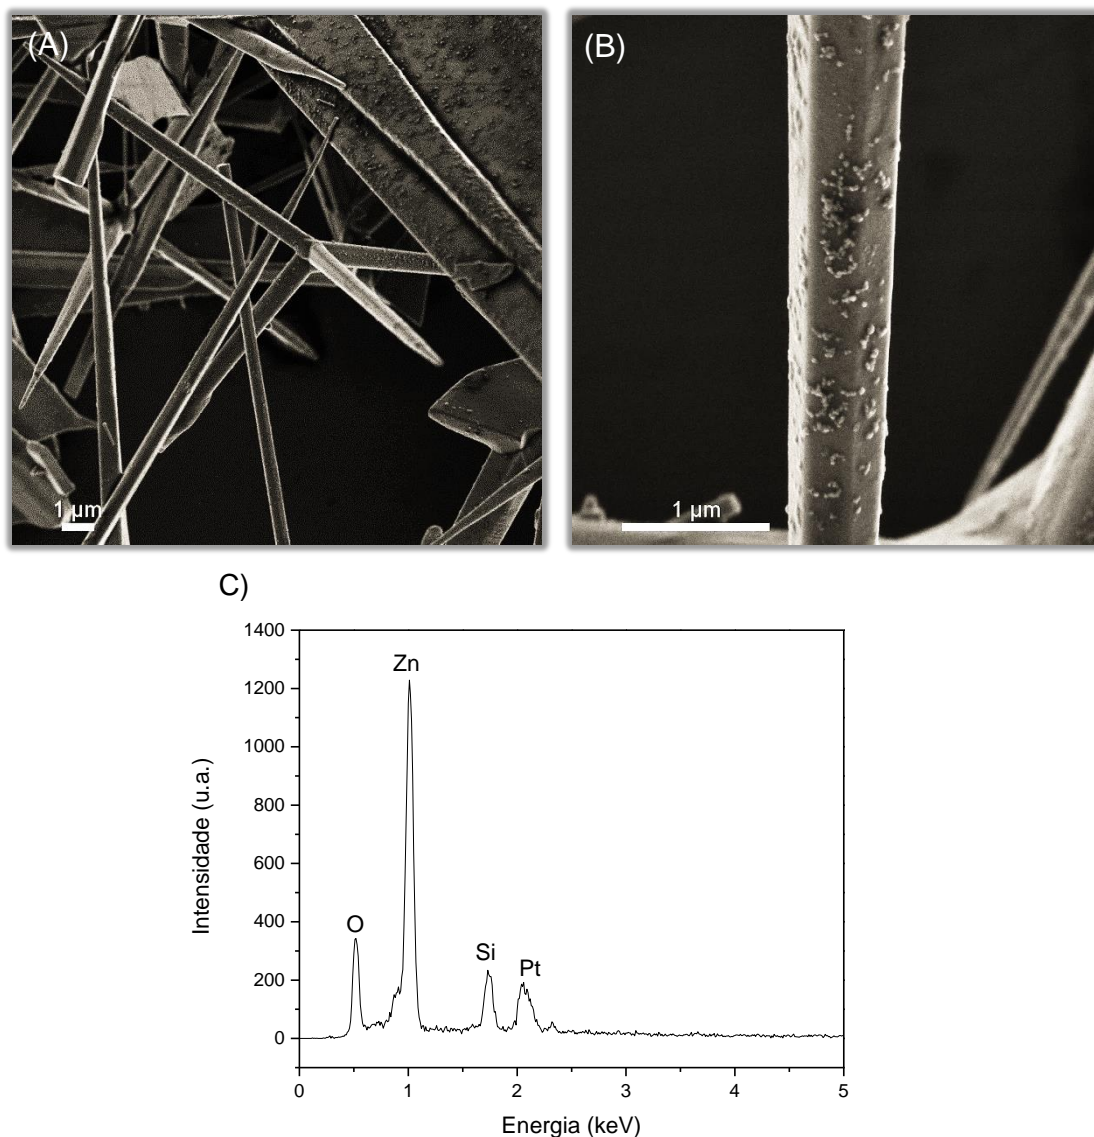 (A)
(B)
1 µm
1 µm
C)
1400
1200
1000
800
600
400
200
0
Intensidade (u.a.)
Zn
O
Si
Pt
0 1 2 3 4 5
Energia (keV)